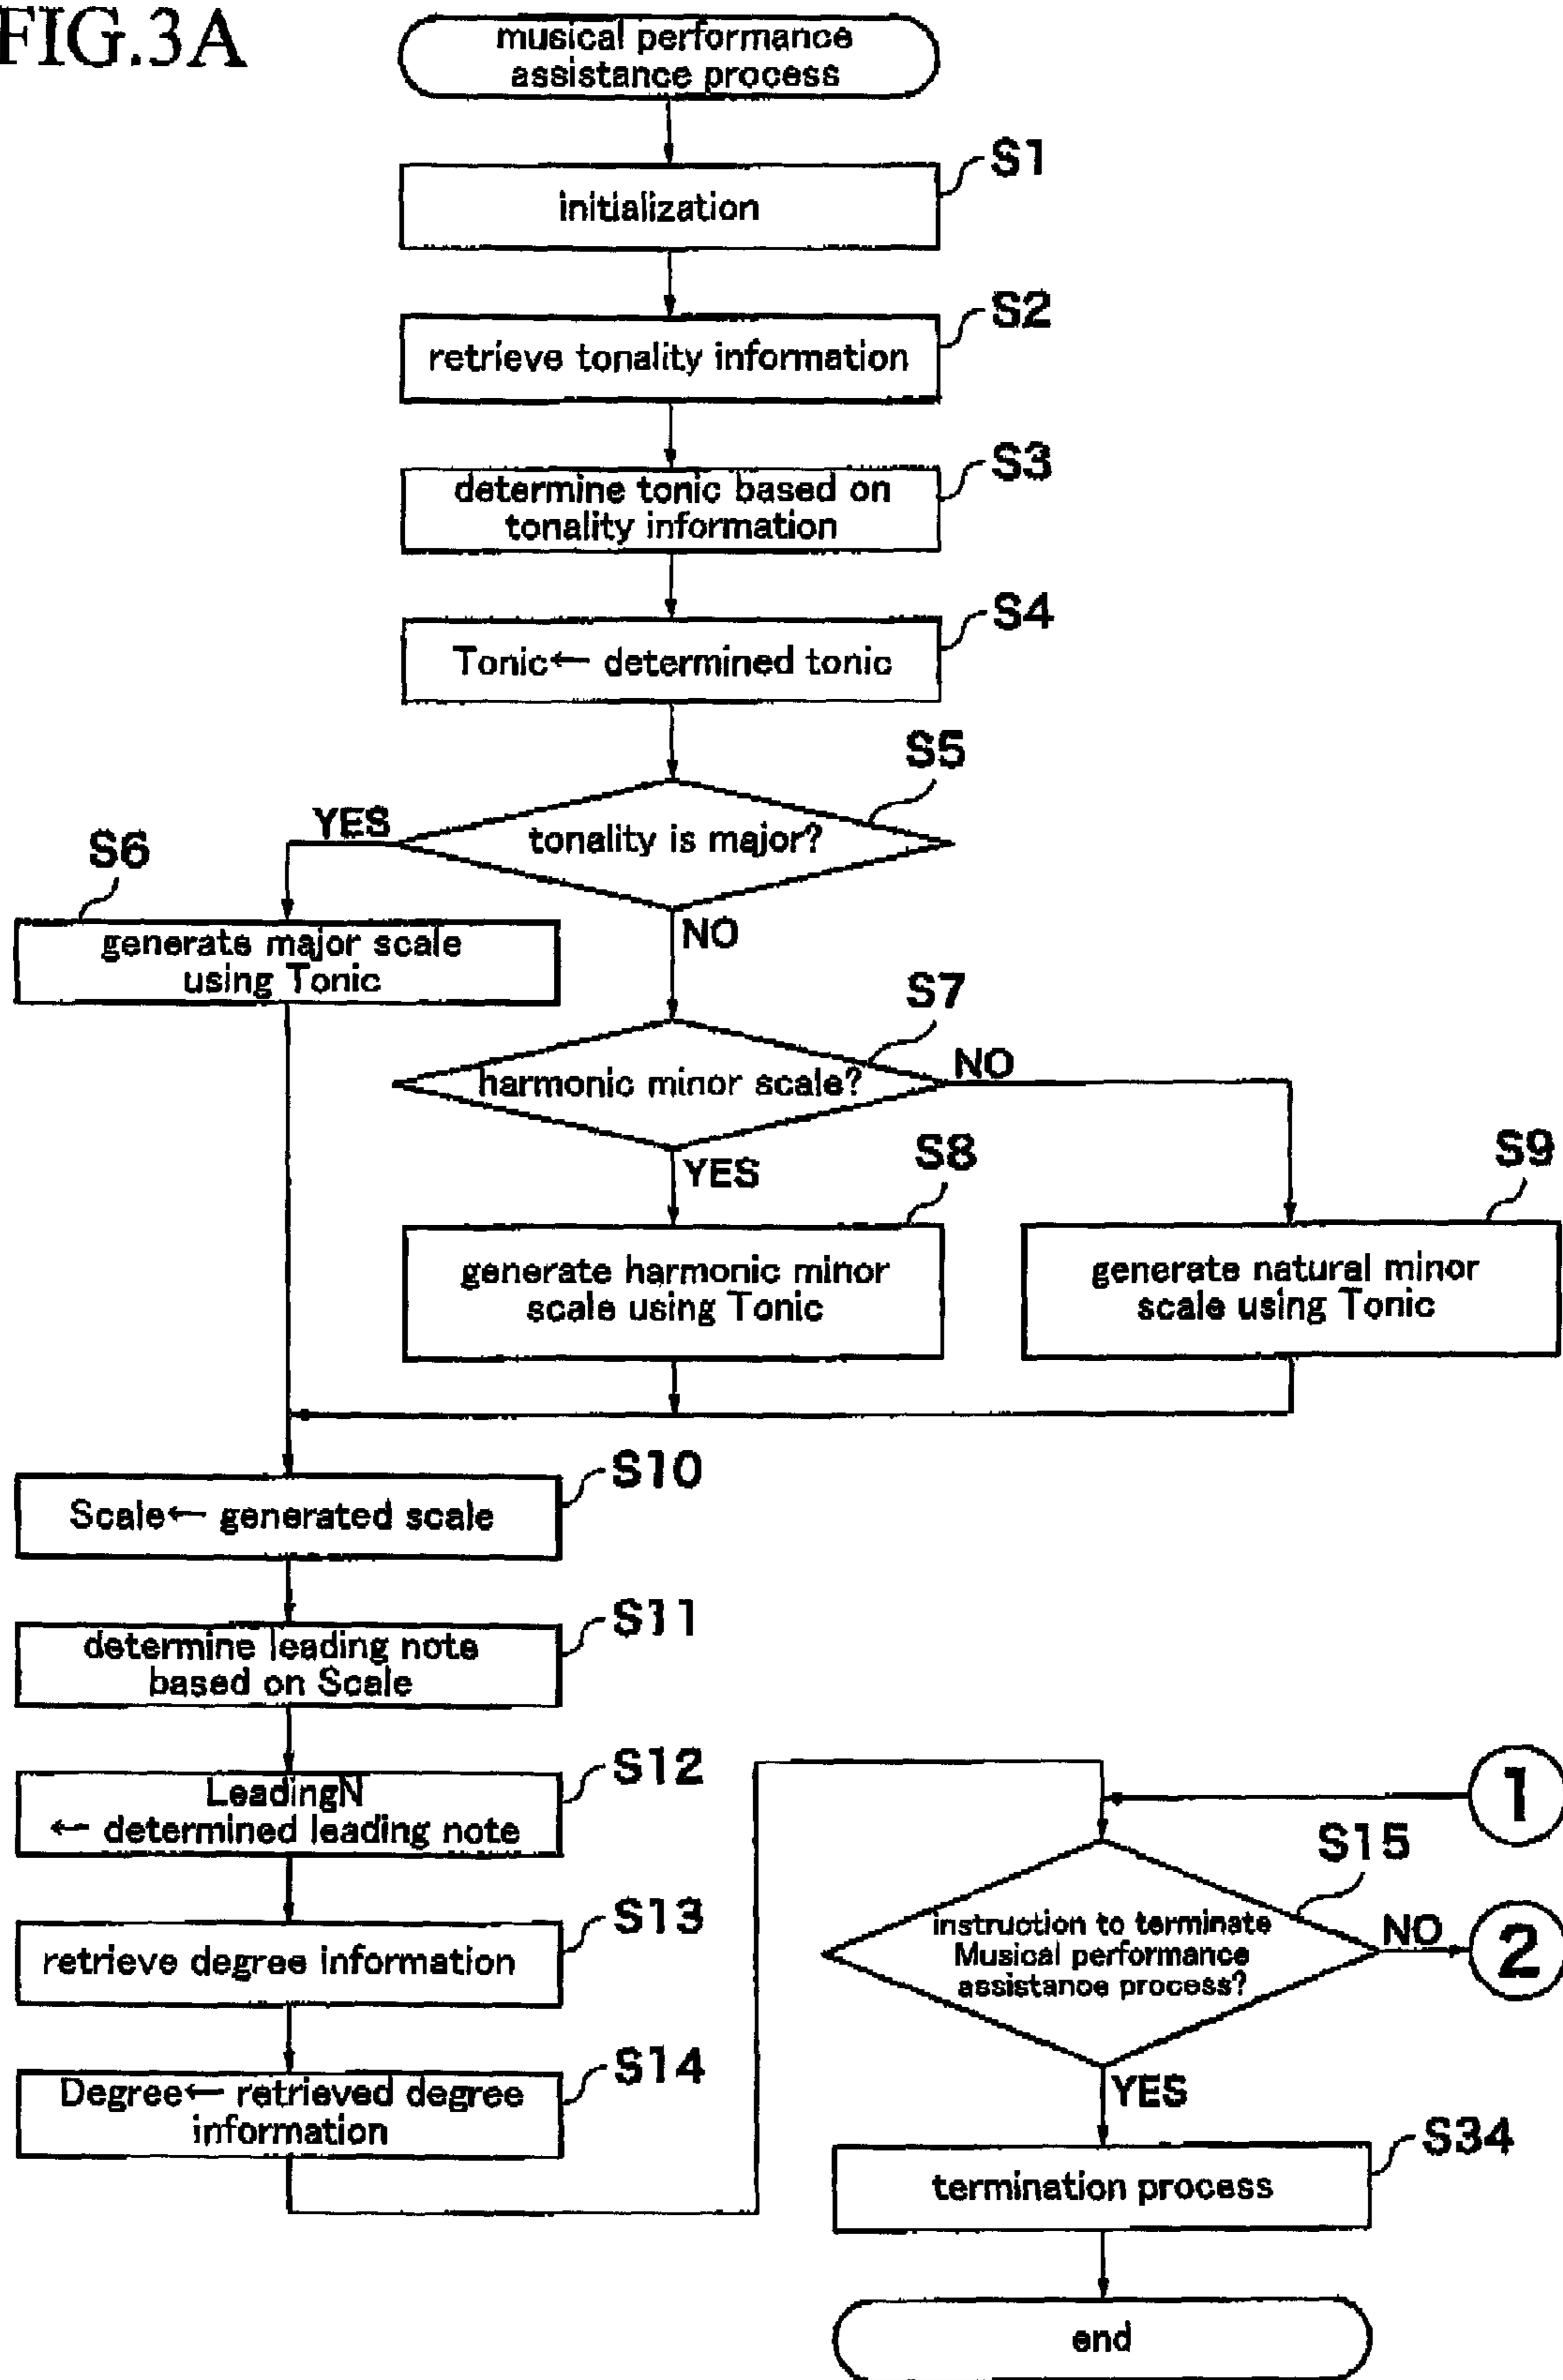 FIG.3A
musical performance
assistance process
S1
initialization
S2
retrieve tonality information
S3
determine tonic based on
tonality information
S4
Tonic← determined tonic
S5
tonality is major?
YES
NO
S6
generate major scale
using Tonic
S7
harmonic minor scale?
NO
YES
S8
generate harmonic minor
scale using Tonic
S9
generate natural minor
scale using Tonic
S10
Scale← generated scale
S11
determine leading note
based on Scale
S12
LeadingN
← determined leading note
S13
retrieve degree information
S14
Degree← retrieved degree
information
1
S15
instruction to terminate
Musical performance
assistance process?
NO
2
YES
S34
termination process
end